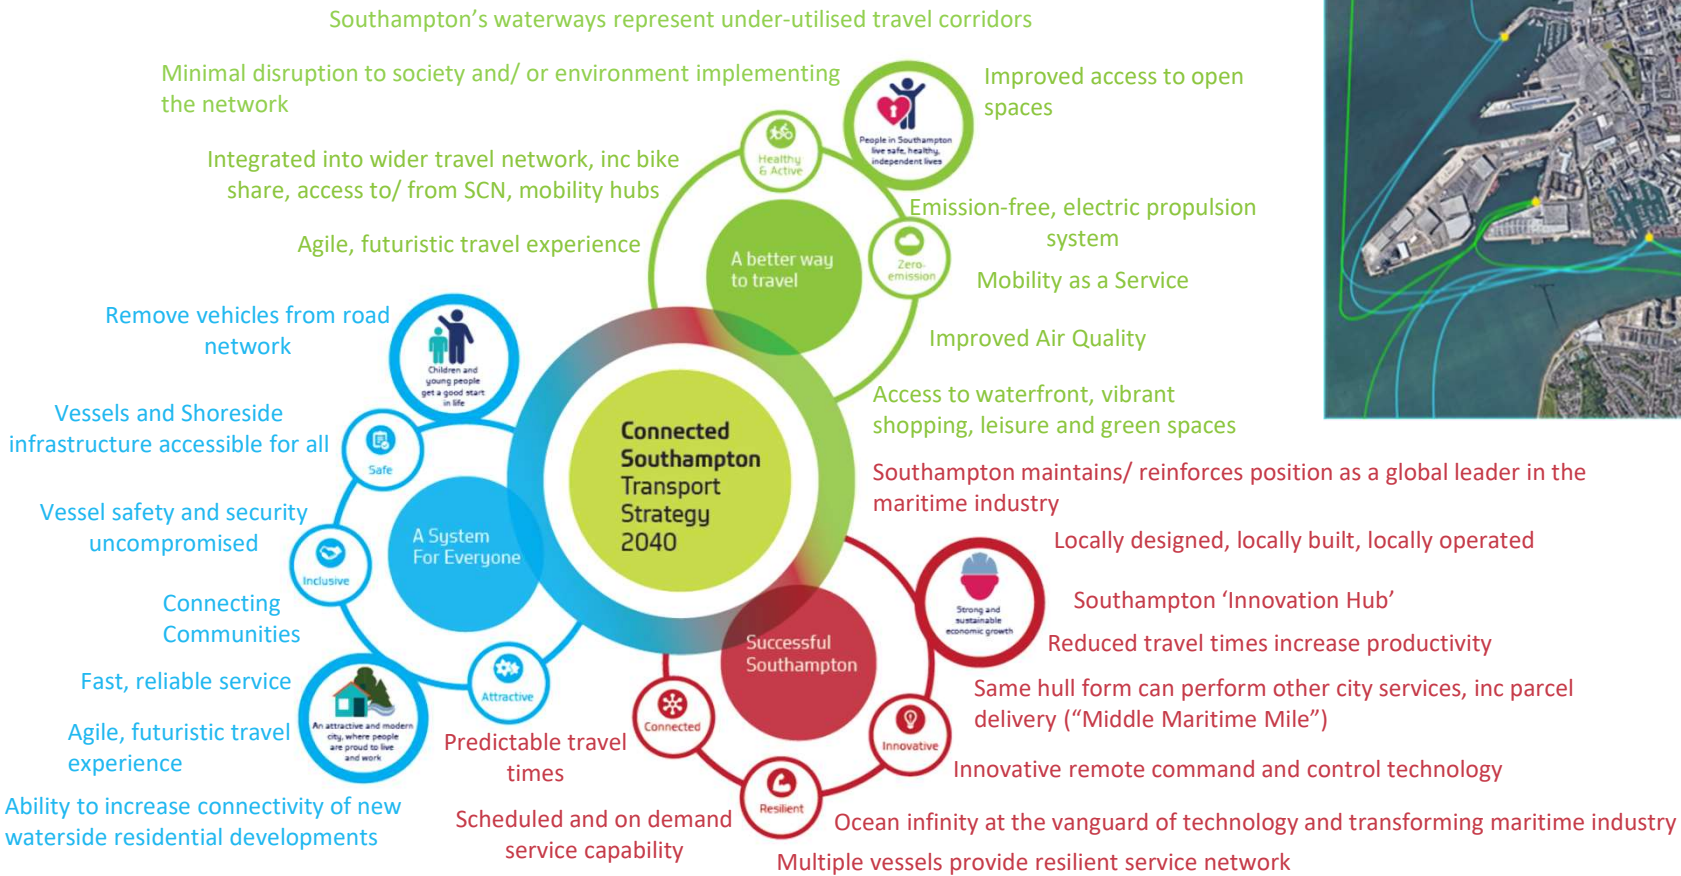 Southampton's waterways represent under-utilised travel corridors
Minimal disruption to society and/ or environment implementing
the network
Improved access to open
spaces
People in Southampton
live safe, healthy,
independent lives
Healthy
& Active
Integrated into wider travel network, inc bike
share, access to/ from SCN, mobility hubs
Emission-free, electric propulsion
system
Agile, futuristic travel experience
A better way
to travel
Zero-
emission
Mobility as a Service
Improved Air Quality
Access to waterfront, vibrant
shopping, leisure and green spaces
Remove vehicles from road
network
Children and
young people
get a good start
in life
Vessels and Shoreside
infrastructure accessible for all
Safe
Vessel safety and security
uncompromised
A System
For Everyone
Inclusive
Connecting
Communities
Fast, reliable service
Attractive
An attractive and modern
city, where people
are proud to live
and work
Agile, futuristic travel
experience
Ability to increase connectivity of new
waterside residential developments
Connected
Southampton
Transport
Strategy
2040
Southampton maintains/ reinforces position as a global leader in the
maritime industry
Locally designed, locally built, locally operated
Strong and
sustainable
economic growth
Southampton 'Innovation Hub'
Reduced travel times increase productivity
Successful
Southampton
Same hull form can perform other city services, inc parcel
delivery ("Middle Maritime Mile")
Connected
Innovative
Predictable travel
times
Innovative remote command and control technology
Resilient
Scheduled and on demand
service capability
Ocean infinity at the vanguard of technology and transforming maritime industry
Multiple vessels provide resilient service network